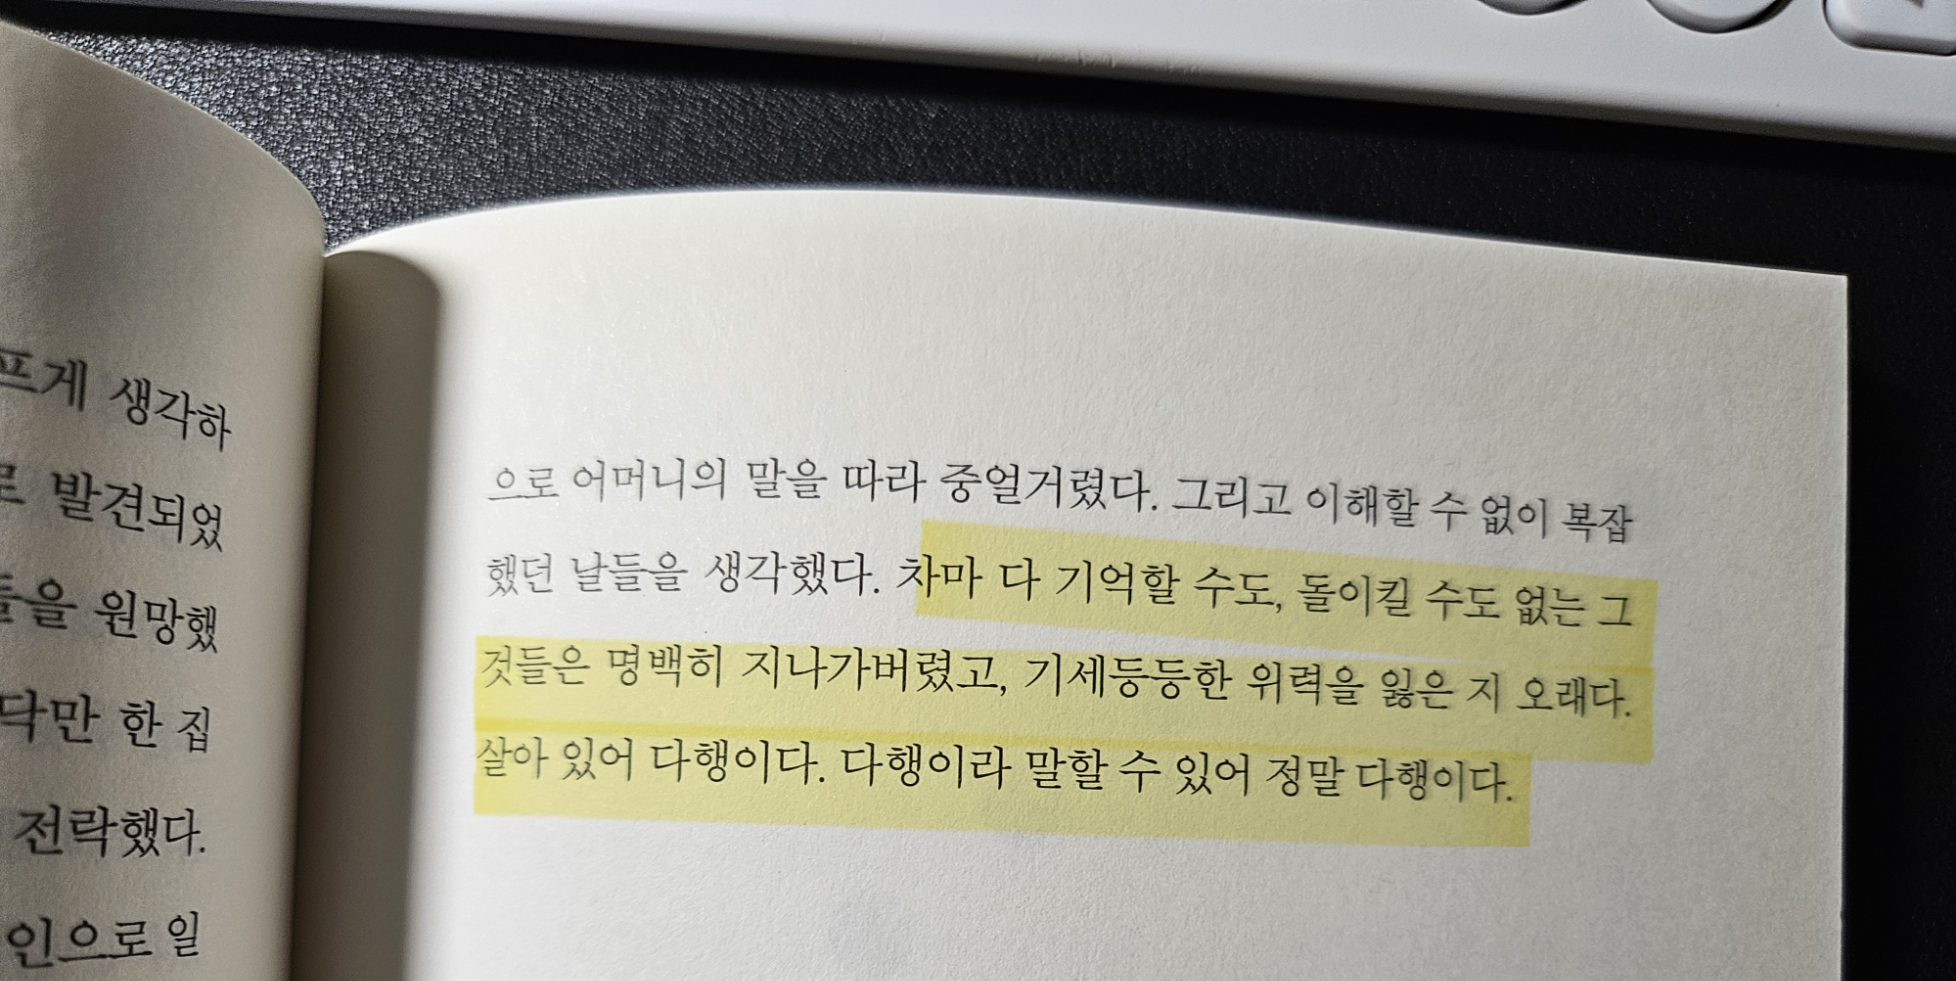 게 생각하
발견되었
을 원망했
만 한 집
전락했다.
인으로 일
으로 어머니의 말을 따라 중얼거렸다. 그리고 이해할 수 없이 복잡
했던 날들을 생각했다. 차마 다 기억할 수도, 돌이킬 수도 없는 그
것들은 명백히 지나가버렸고, 기세등등한 위력을 잃은 지 오래다.
살아 있어 다행이다. 다행이라 말할 수 있어 정말 다행이다.